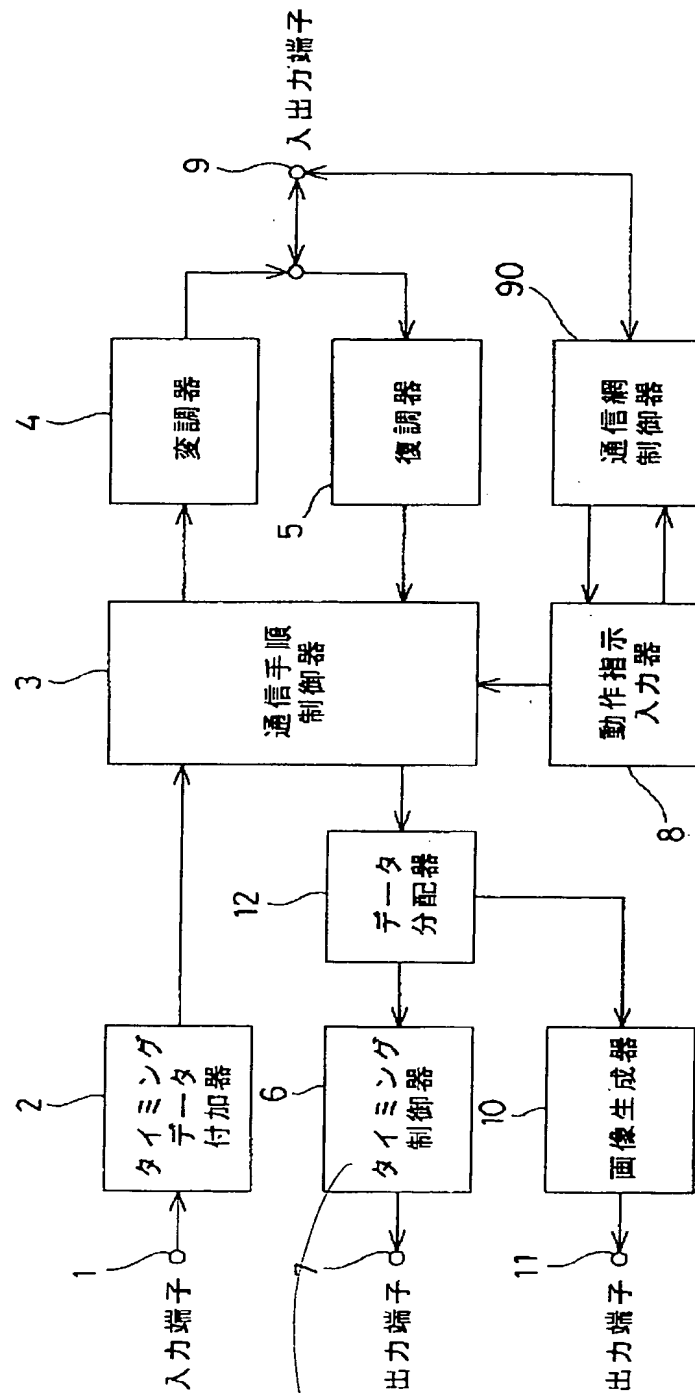 入力端子
1
2
タイミング
データ
付加器
3
通信手順
制御器
4
変調器
9
入出力端子
5
復調器
12
データ
分配器
6
タイミング
制御器
7
出力端子
90
通信網
制御器
8
動作指示
入力器
10
画像生成器
11
出力端子